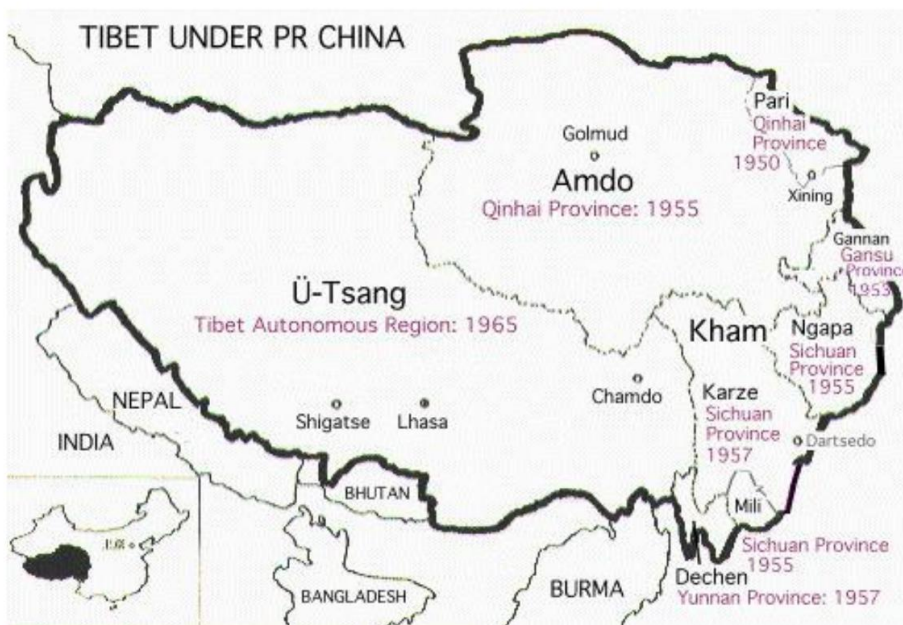 TIBET UNDER PR CHINA
Pari
Qinhai
Province
1950
Golmud
Amdo
Qinhai Province: 1955
Xining
Gannan
Gansu
Province
1953
Ü-Tsang
Tibet Autonomous Region: 1965
Kham
Ngapa
Sichuan
Province
1955
Chamdo
Karze
Sichuan
Province
1957
Shigatse
Lhasa
Dartsedo
NEPAL
INDIA
BHUTAN
Mili
Sichuan Province
1955
Dechen
Yunnan Province: 1957
BANGLADESH
BURMA